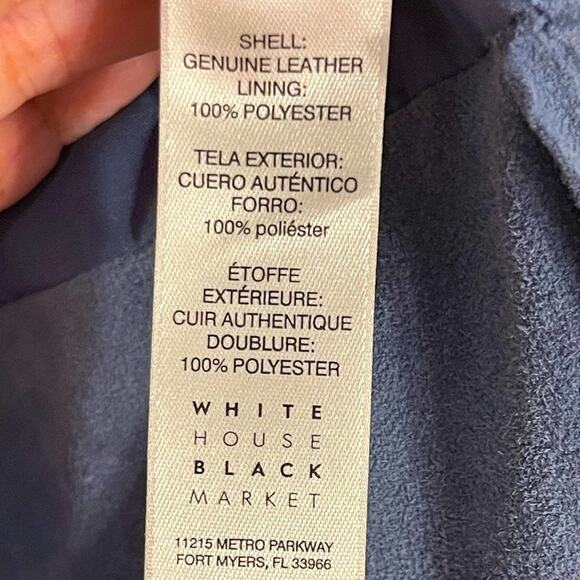 SHELL:
GENUINE LEATHER
LINING:
100% POLYESTER
TELA EXTERIOR:
CUERO AUTÉNTICO
FORRO:
100% poliéster
ÉTOFFE
EXTÉRIEURE:
CUIR AUTHENTIQUE
DOUBLURE:
100% POLYESTER
WHITE
HOUSE
BLACK
MARKET
11215 METRO PARKWAY
FORT MYERS, FL 33966